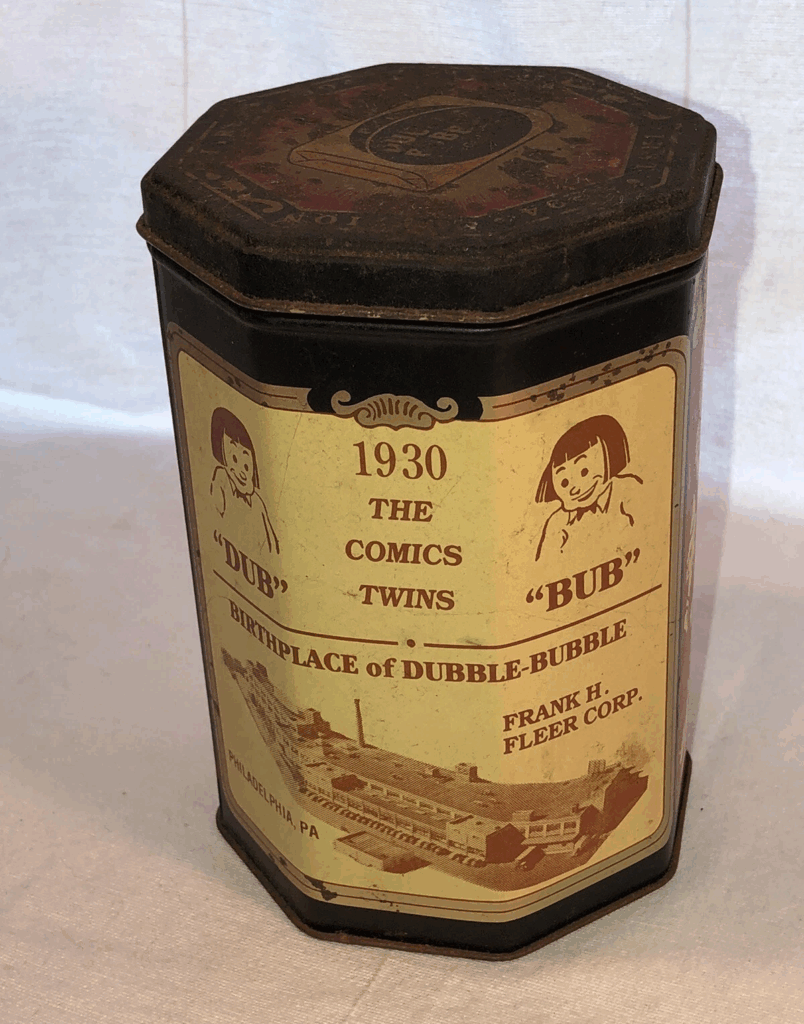 1930
THE
COMICS
TWINS
“DUB”
“BUB”
BIRTHPLACE of DUBBLE-BUBBLE
FRANK H.
FLEER CORP.
PHILADELPHIA, PA